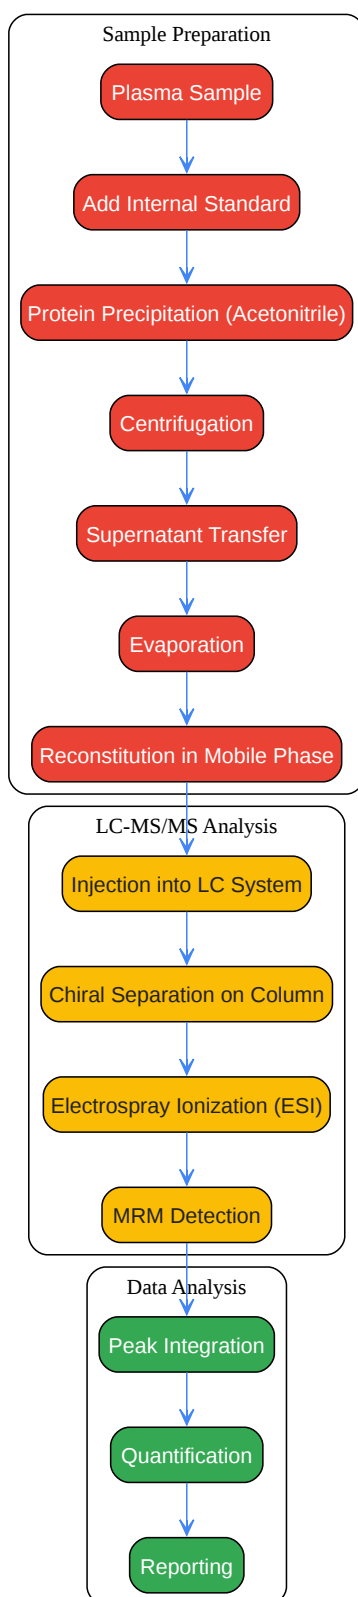 Sample Preparation
Plasma Sample
Add Internal Standard
Protein Precipitation (Acetonitrile)
Centrifugation
Supernatant Transfer
Evaporation
Reconstitution in Mobile Phase
LC-MS/MS Analysis
Injection into LC System
Chiral Separation on Column
Electrospray Ionization (ESI)
MRM Detection
Data Analysis
Peak Integration
Quantification
Reporting